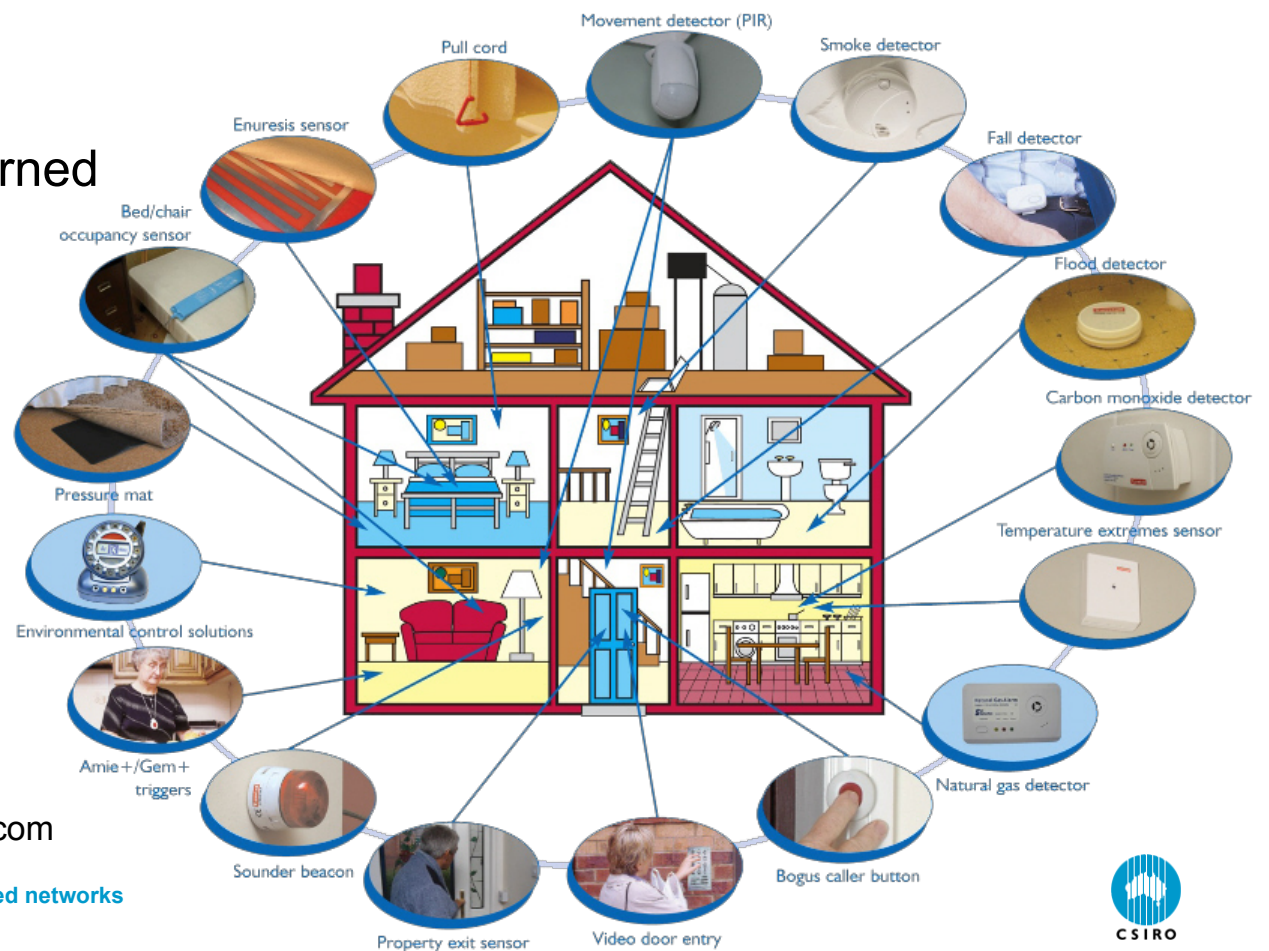 Movement detector (PIR)
Pull cord
Smoke detector
Enuresis sensor
Fall detector
rned
Bed/chair
occupancy sensor
Flood detector
Carbon monoxide detector
Pressure mat
Temperature extremes sensor
Environmental control solutions
Amie+/Gem+
triggers
Natural gas detector
com
Sounder beacon
Bogus caller button
ed networks
Property exit sensor
Video door entry
CSIRO